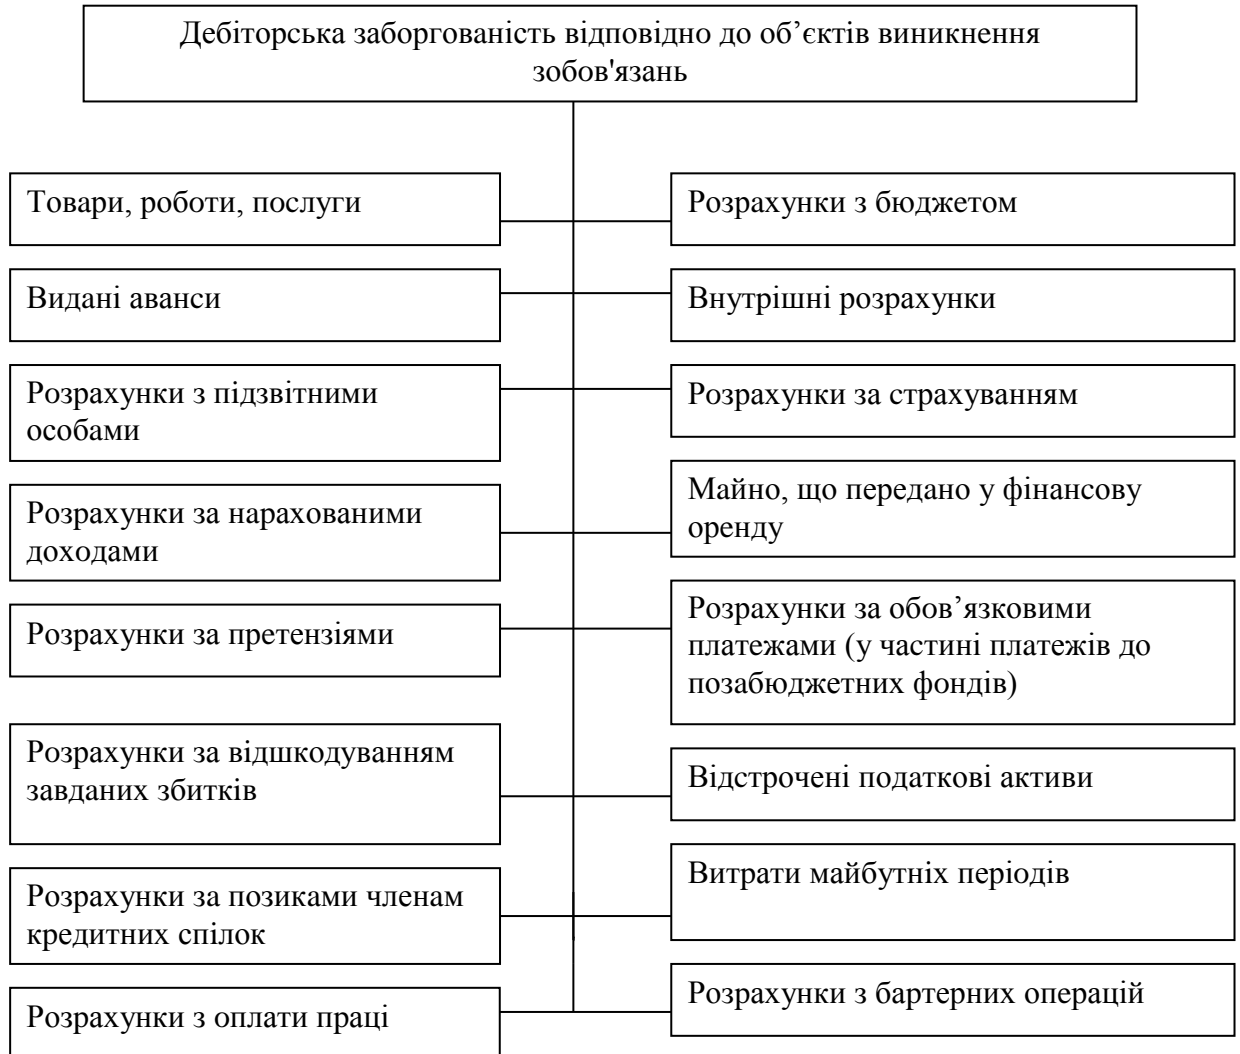 Дебіторська заборгованість відповідно до об’єктів виникнення
зобов'язань
Товари, роботи, послуги
Розрахунки з бюджетом
Видані аванси
Внутрішні розрахунки
Розрахунки з підзвітними
особами
Розрахунки за страхуванням
Розрахунки за нарахованими
доходами
Майно, що передано у фінансову
оренду
Розрахунки за претензіями
Розрахунки за обов’язковими
платежами (у частині платежів до
позабюджетних фондів)
Розрахунки за відшкодуванням
завданих збитків
Відстрочені податкові активи
Розрахунки за позиками членам
кредитних спілок
Витрати майбутніх періодів
Розрахунки з оплати праці
Розрахунки з бартерних операцій